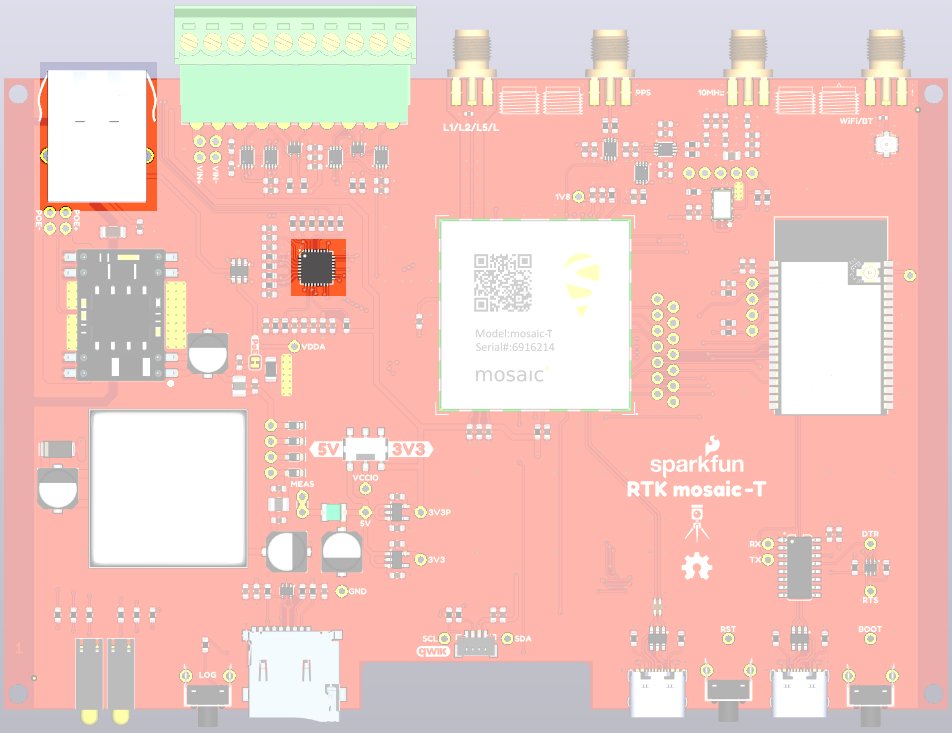 PPS
10MHz
L1/L2/L5/L
WiFi/BT
!
VIN+
VIN-
1V8
POE-
POE+
Model:mosaic-T
Serial#:6916214
mosaic
VDDA
PoE
5V
3V3
sparkfun
RTK mosaic-T
VCCIO
MEAS
5V
3V3P
3V3
RX
TX
DTR
RTS
GND
SCL
SDA
qwiic
RST
BOOT
LOG
1